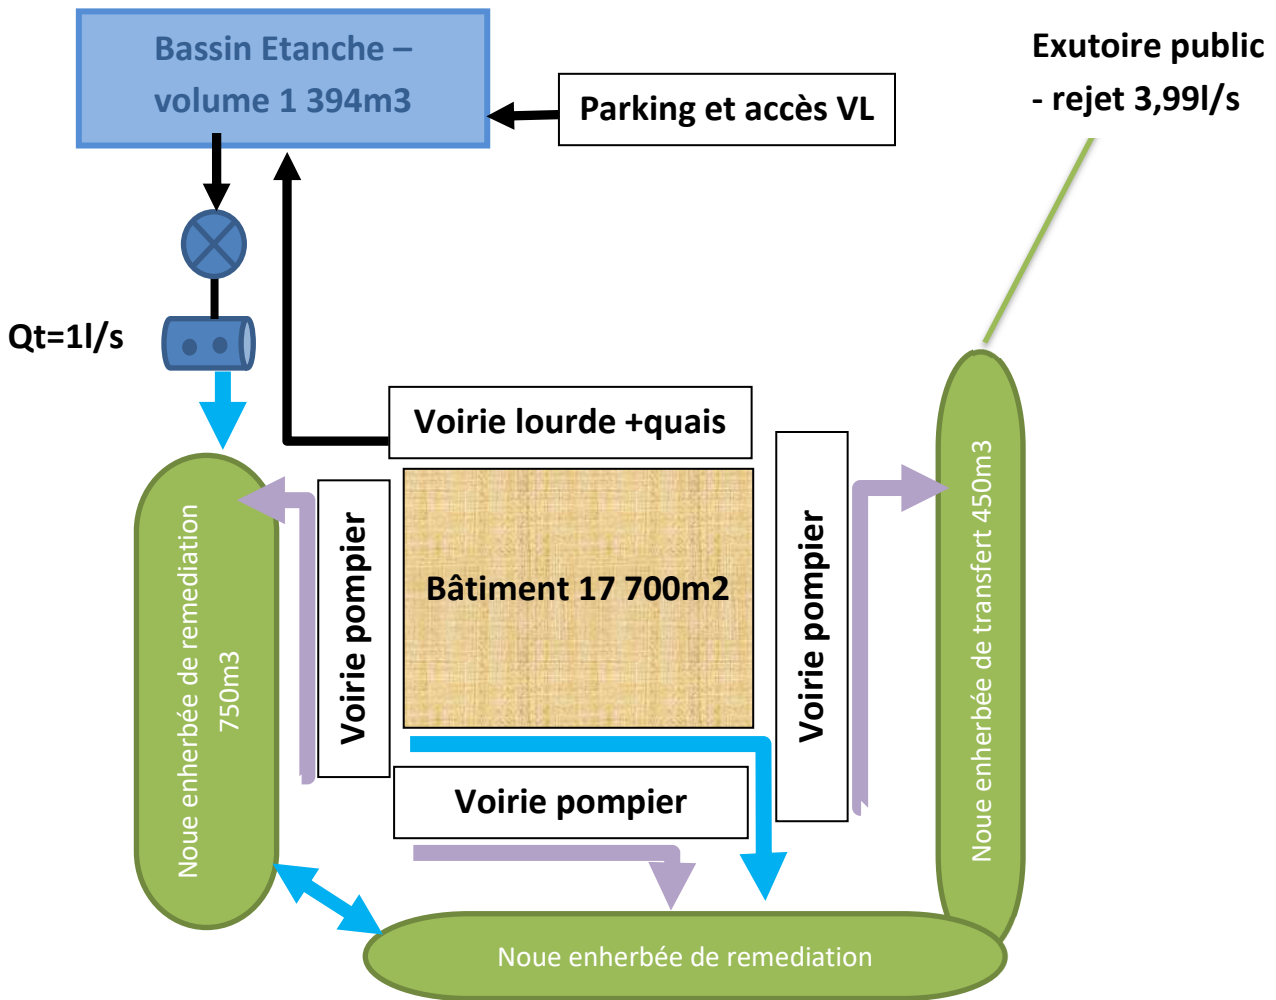 Bassin Etanche –
volume 1 394m3
Exutoire public
- rejet 3,99l/s
Parking et accès VL
Qt=1l/s
Voirie lourde +quais
Noue enherbée de remediation
750m3
Voirie pompier
Bâtiment 17 700m2
Voirie pompier
Noue enherbée de transfert 450m3
Voirie pompier
Noue enherbée de remediation